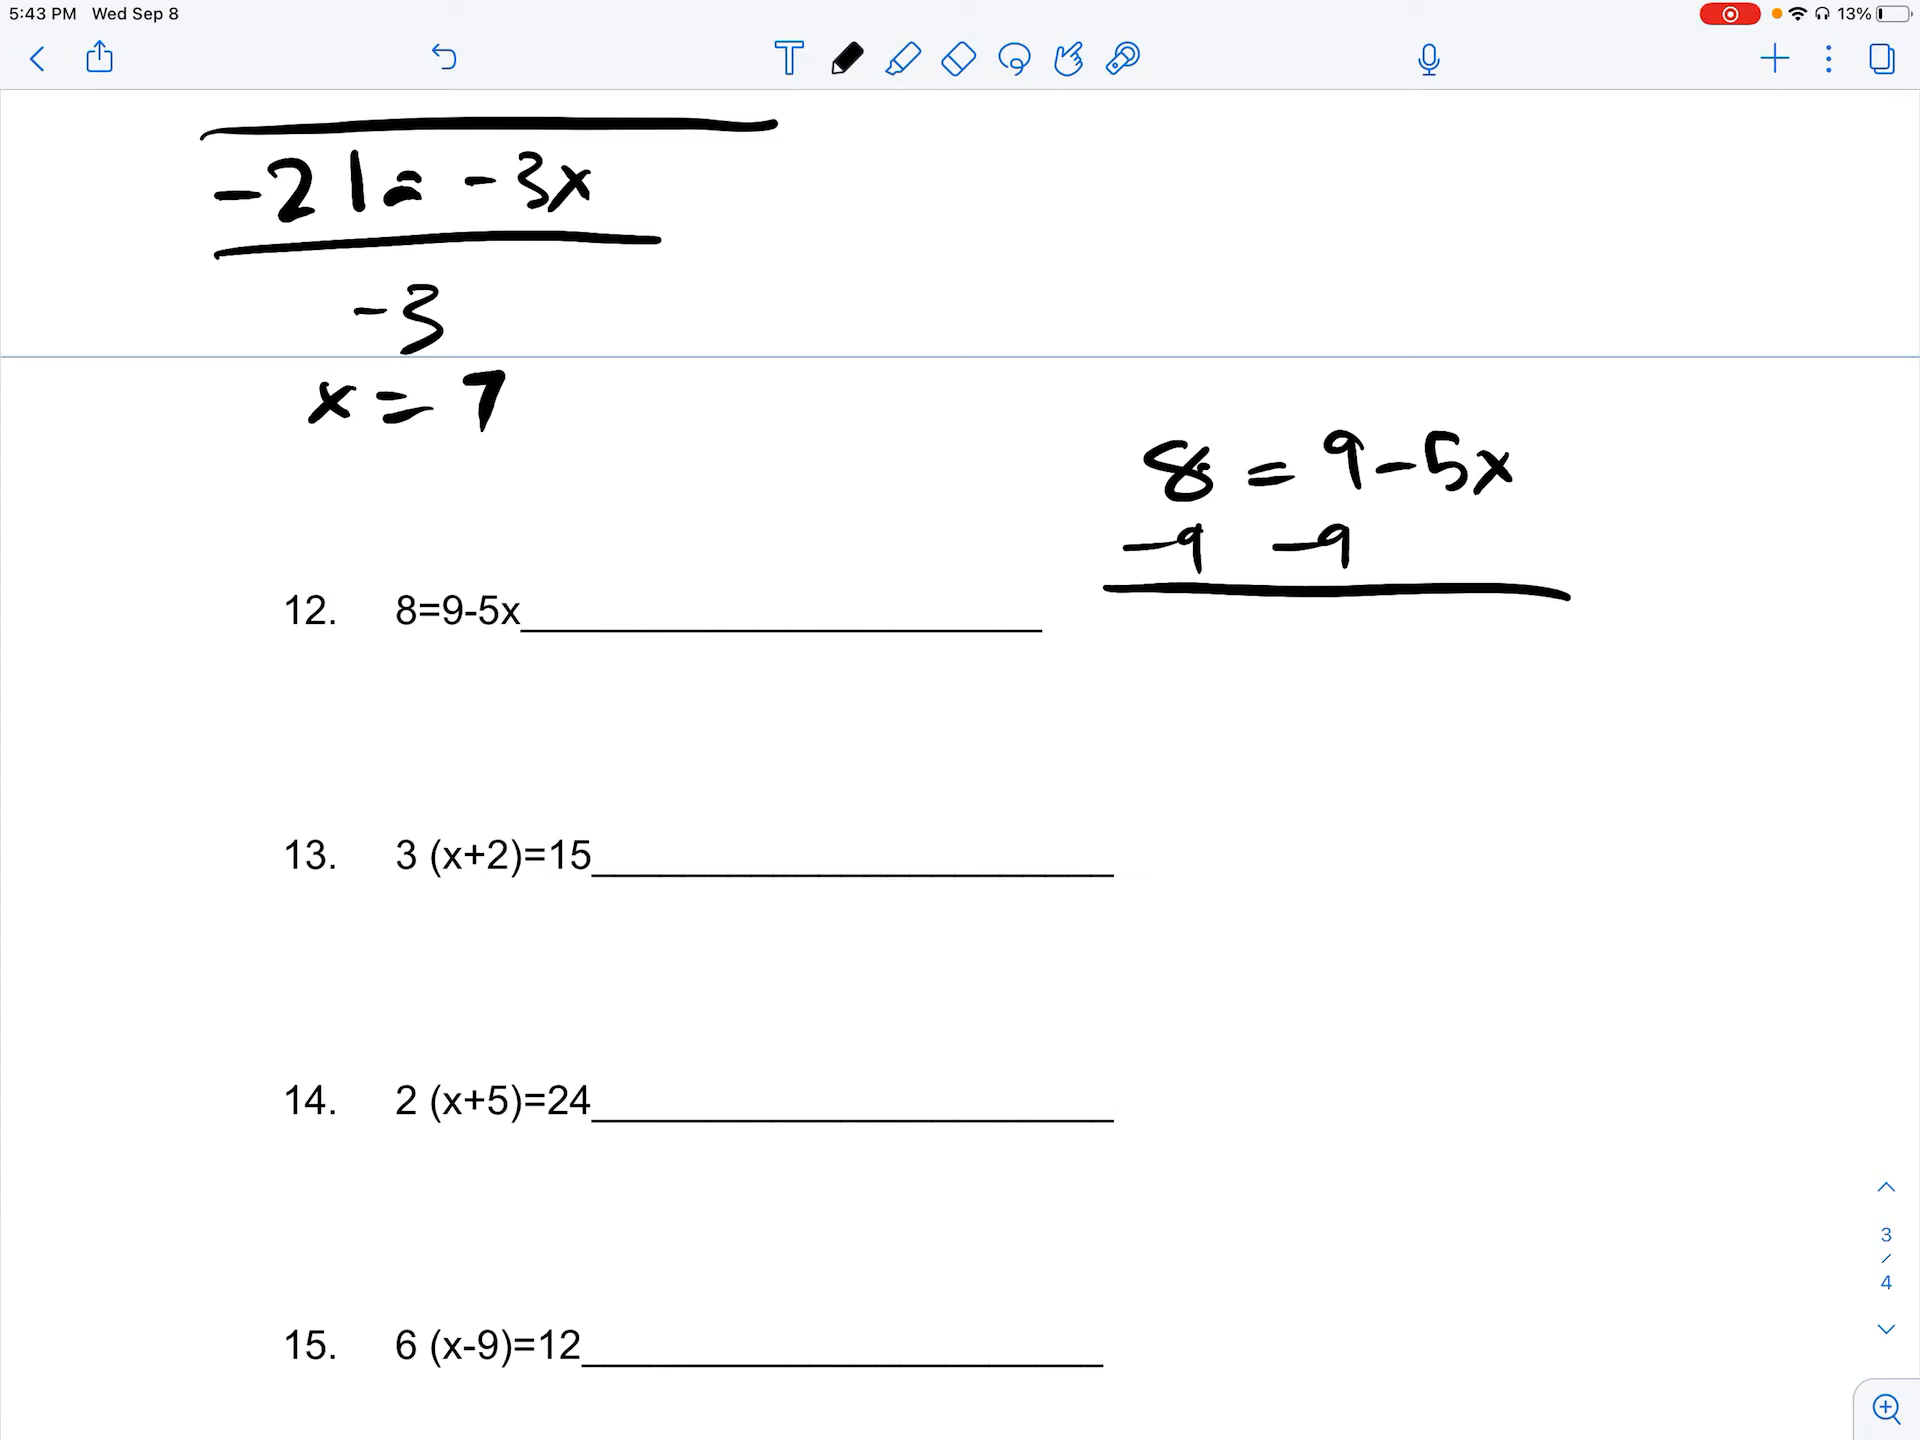 5:43 PM Wed Sep 8
13%
-21= -3x
-3
x = 7
8 = 9-5x
-9 -9
12. 8=9-5x
13. 3 (x+2)=15
14. 2 (x+5)=24
15. 6 (x-9)=12
3
/
4